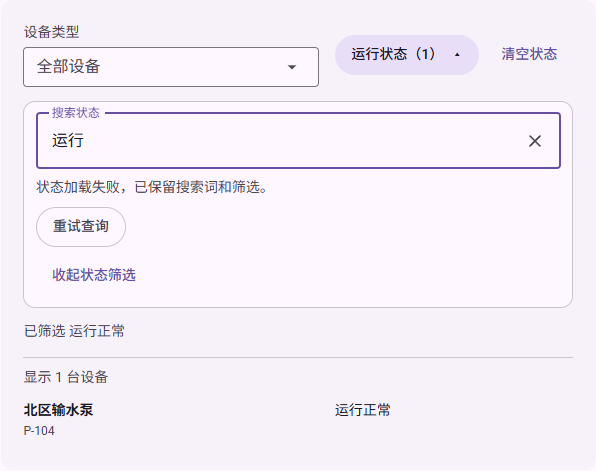 设备类型
全部设备
运行状态（1）
清空状态
搜索状态
运行
状态加载失败，已保留搜索词和筛选。
重试查询
收起状态筛选
已筛选 运行正常
显示 1 台设备
北区输水泵
运行正常
P-104